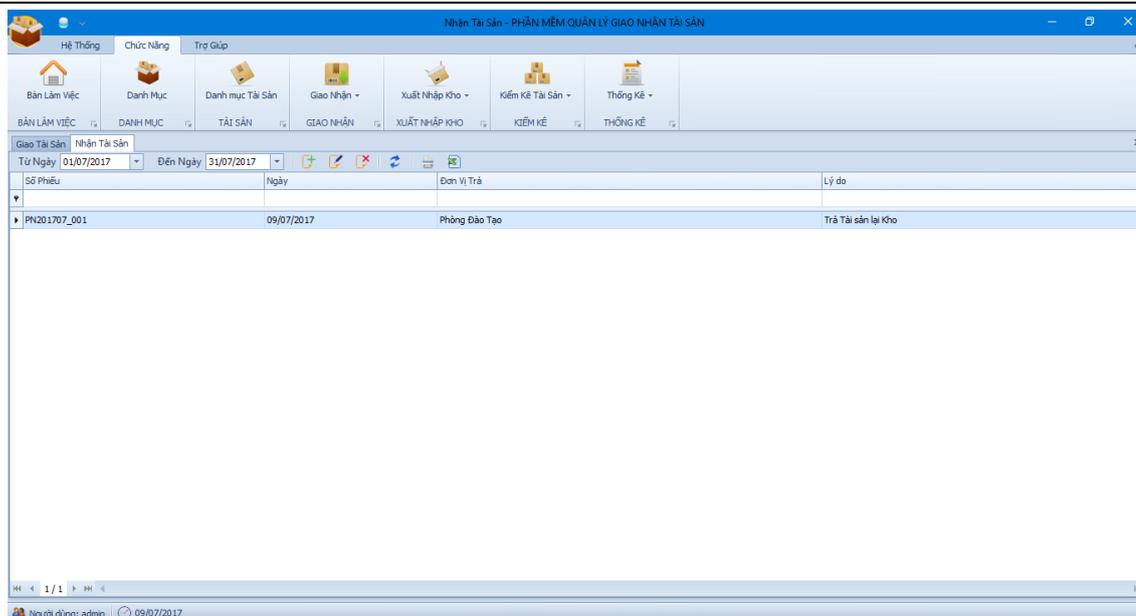 Nhận Tài Sản - PHẦN MỀM QUẢN LÝ GIAO NHẬN TÀI SẢN
Hệ Thống Chức Năng Trợ Giúp
Bàn Làm Việc Danh Mục Danh mục Tài Sản Giao Nhận Xuất Nhập Kho Kiểm Kê Tài Sản Thống Kê
BÀN LÀM VIỆC DANH MỤC TÀI SẢN GIAO NHẬN XUẤT NHẬP KHO KIỂM KÊ THỐNG KÊ
Giao Tài Sản Nhận Tài Sản
Từ Ngày 01/07/2017 Đến Ngày 31/07/2017
Số Phiếu Ngày Đơn Vị Trả Lý do
PN201707_001 09/07/2017 Phòng Đào Tạo Trả Tài sản lại Kho
1 / 1
Người dùng: admin 09/07/2017